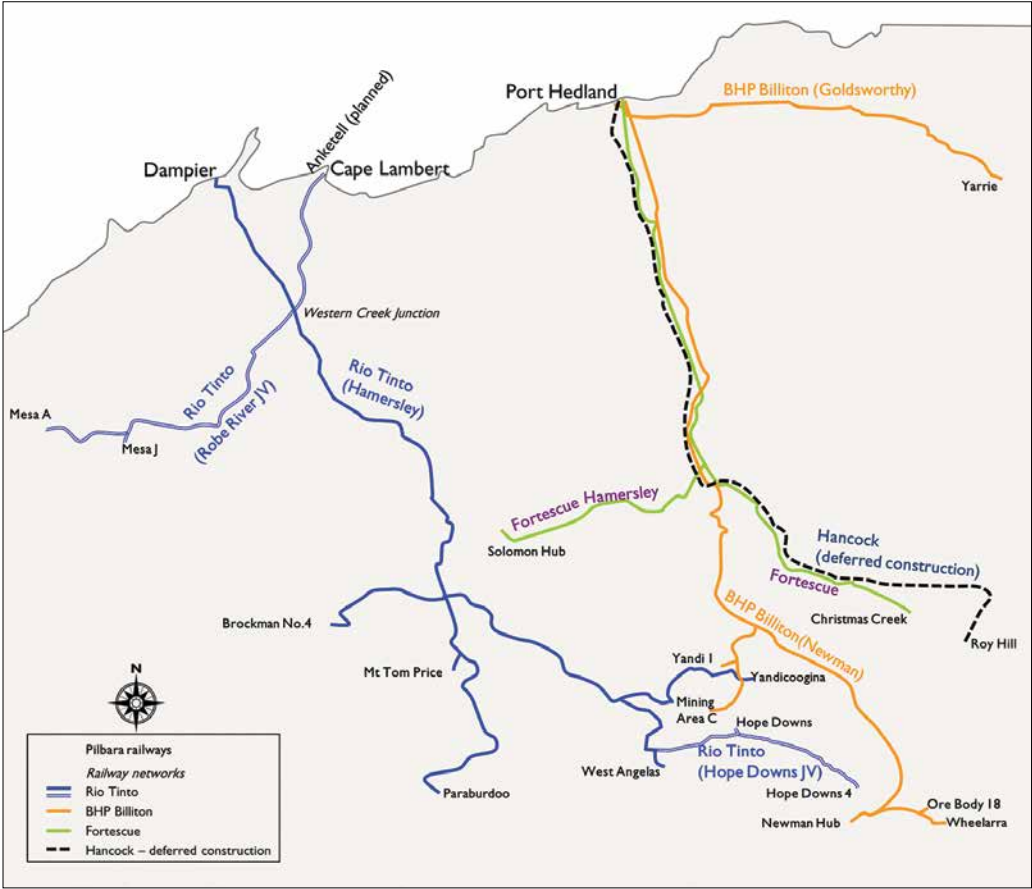 Port Hedland
BHP Billiton (Goldsworthy)
Anketell (planned)
Dampier
Cape Lambert
Yarrie
Western Creek Junction
Rio Tinto
(Hamersley)
Rio Tinto
(Robe River JV)
Mesa A
Mesa J
Fortescue Hamersley
Solomon Hub
Hancock
(deferred construction)
Fortescue
Christmas Creek
Roy Hill
BHP Billiton(Newman)
Brockman No.4
Mt Tom Price
Yandi 1
Yandicoogina
Mining
Area C
Hope Downs
Rio Tinto
(Hope Downs JV)
West Angelas
Hope Downs 4
Paraburdoo
Ore Body 18
Newman Hub
Wheelarra
N
Pilbara railways
Railway networks
Rio Tinto
BHP Billiton
Fortescue
Hancock – deferred construction